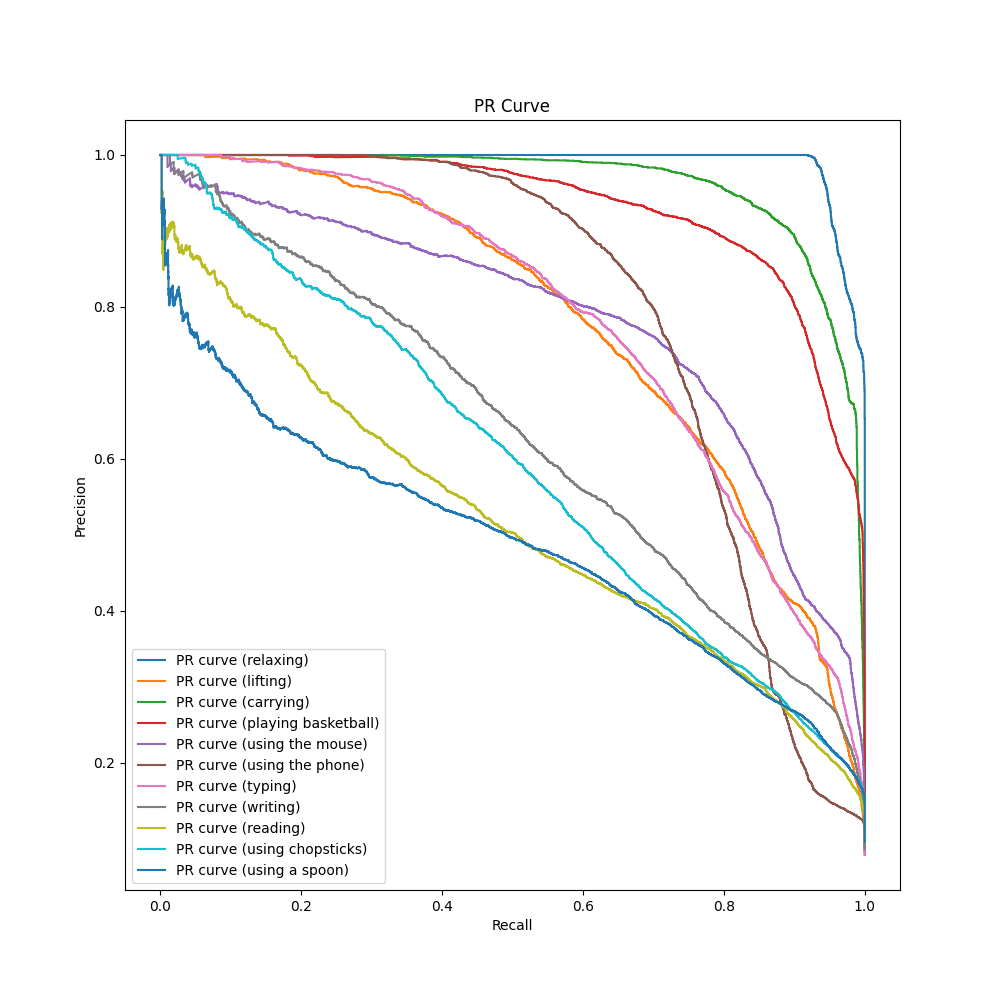 PR Curve
1.0
0.8
0.6
0.4
0.2
Precision
PR curve (relaxing)
PR curve (lifting)
PR curve (carrying)
PR curve (playing basketball)
PR curve (using the mouse)
PR curve (using the phone)
PR curve (typing)
PR curve (writing)
PR curve (reading)
PR curve (using chopsticks)
PR curve (using a spoon)
0.0 0.2 0.4 0.6 0.8 1.0
Recall